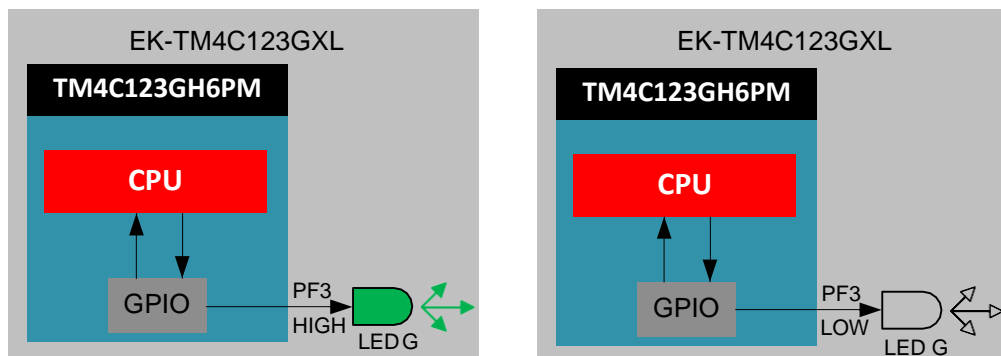 EK-TM4C123GXL
TM4C123GH6PM
CPU
GPIO
PF3
HIGH
LED G
EK-TM4C123GXL
TM4C123GH6PM
CPU
GPIO
PF3
LOW
LED G